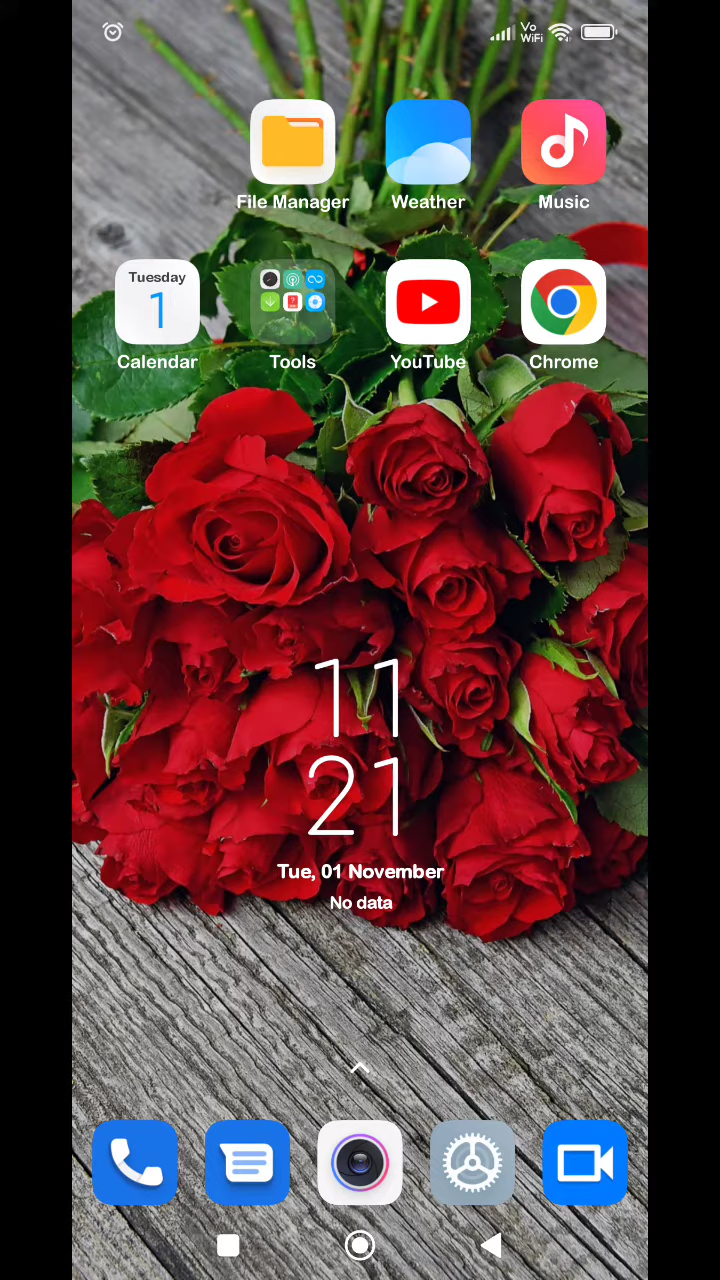 Vo
WiFi
File Manager
Weather
Music
Tuesday
1
Calendar
Tools
YouTube
Chrome
11
21
Tue, 01 November
No data